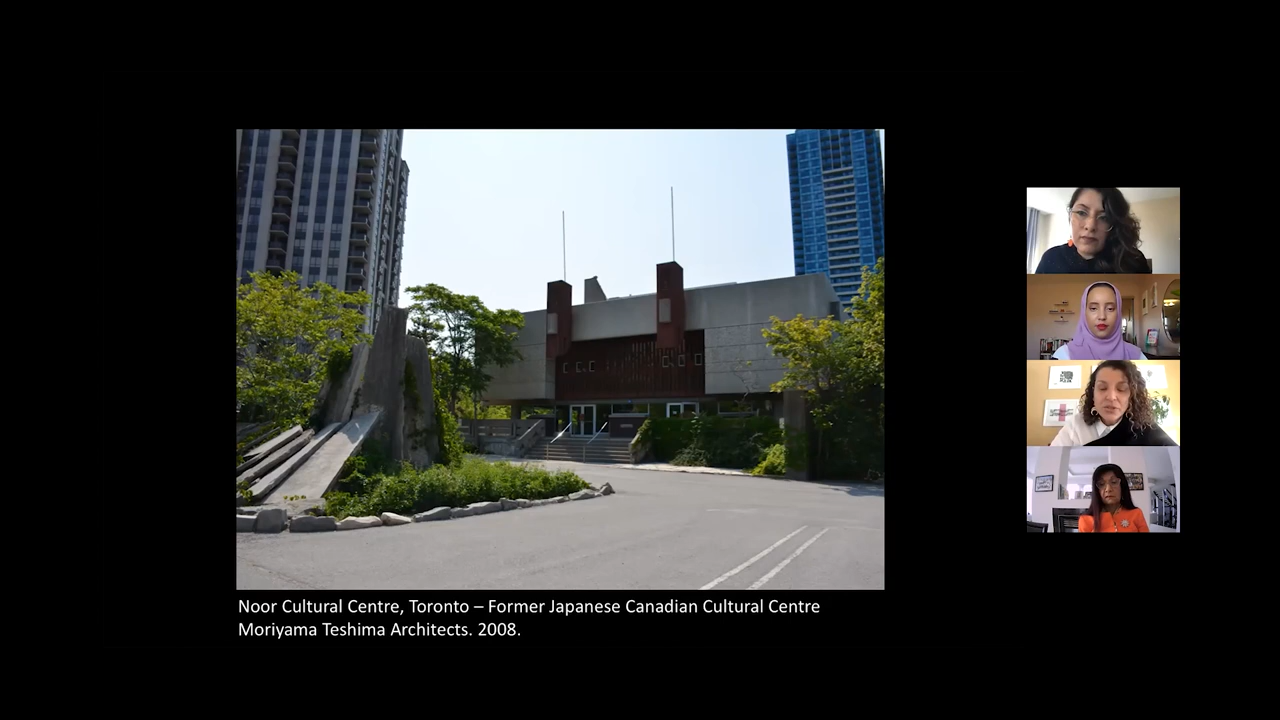 Noor Cultural Centre, Toronto – Former Japanese Canadian Cultural Centre
Moriyama Teshima Architects. 2008.